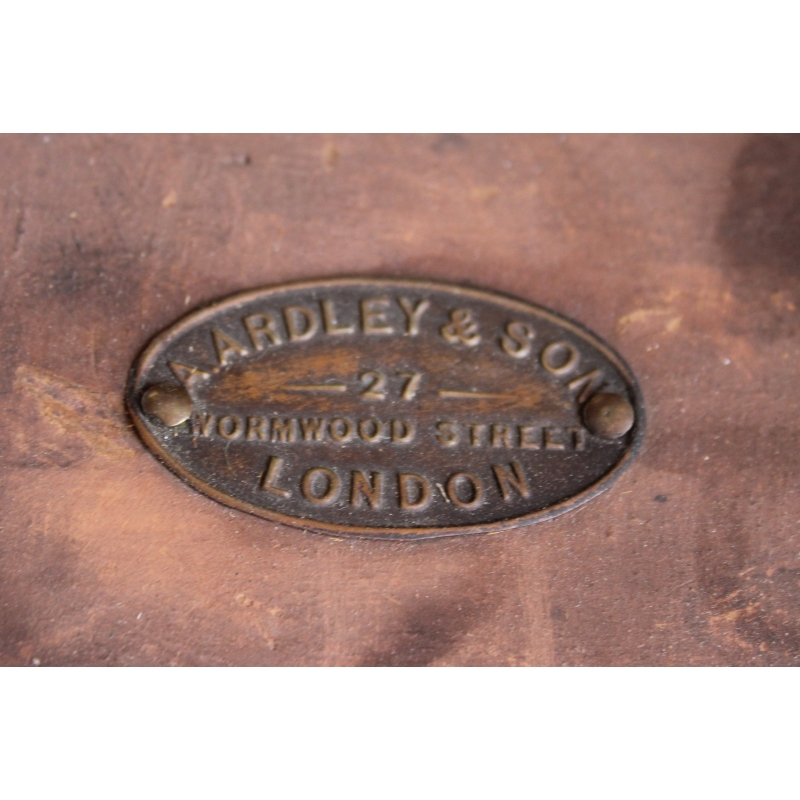 A. ARDLEY & SON
— 27 —
WORMWOOD STREET
LONDON